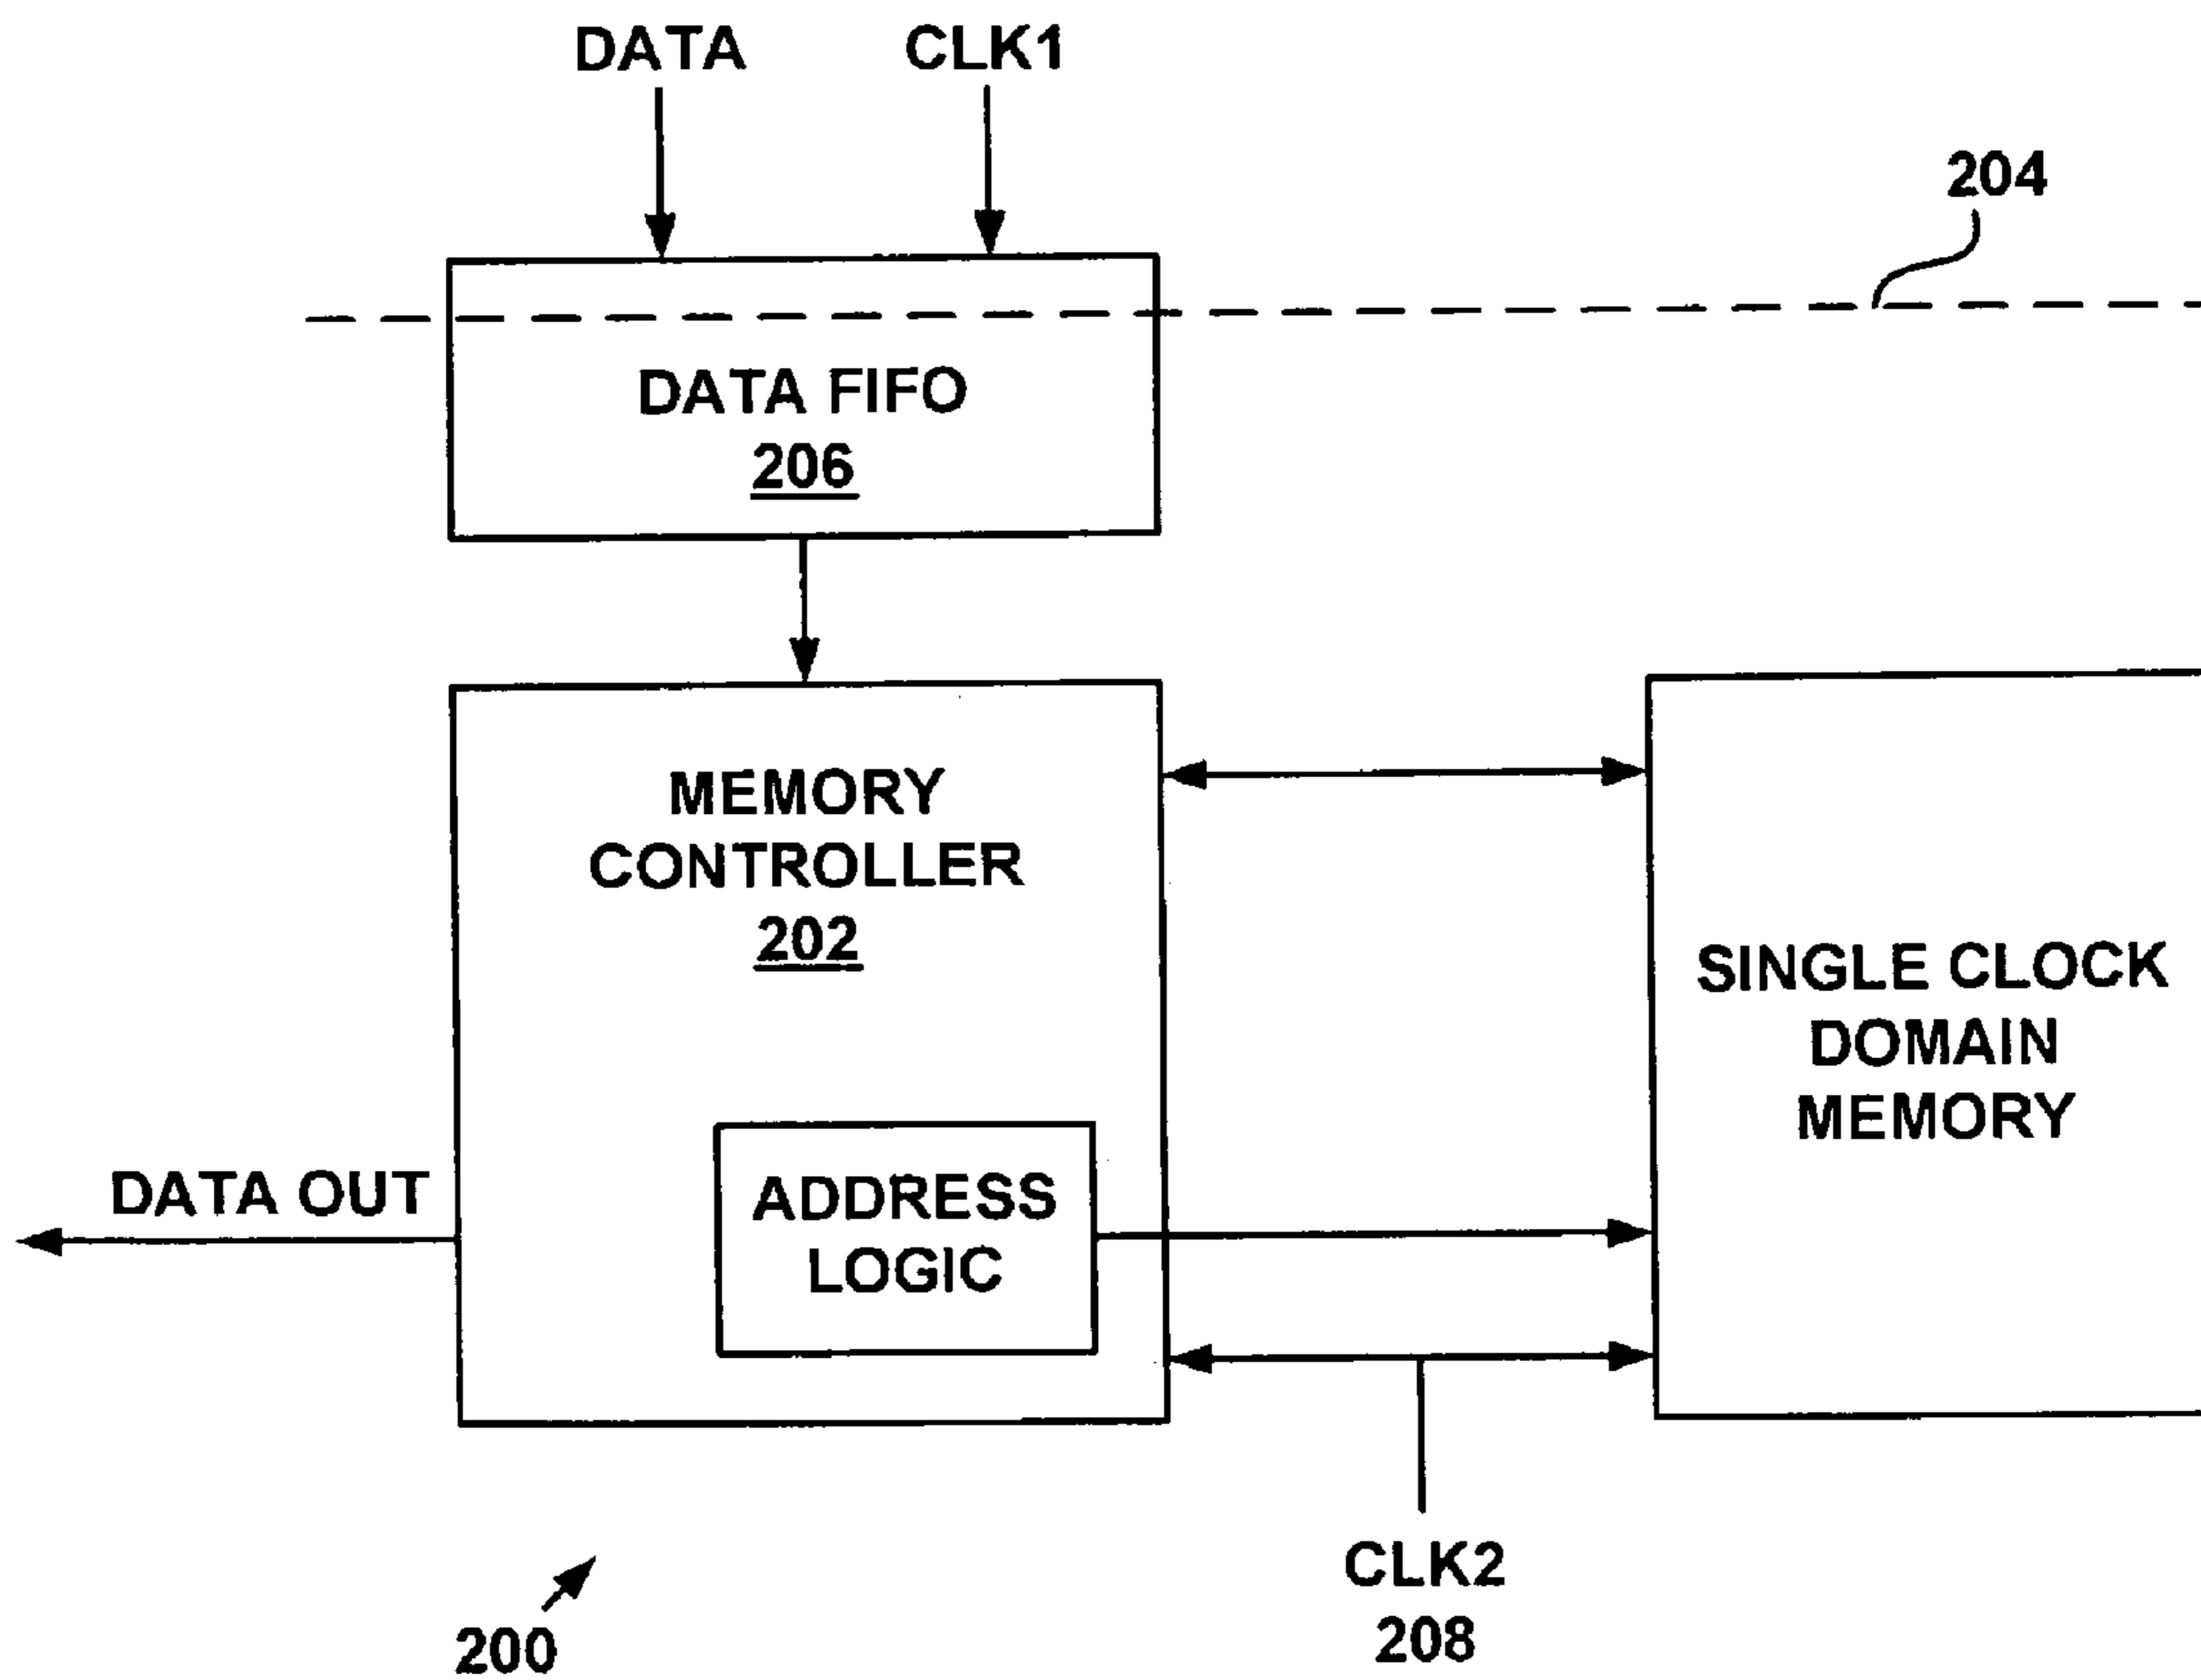 DATA
CLK1
204
DATA FIFO
206
MEMORY
CONTROLLER
202
SINGLE CLOCK
DOMAIN
MEMORY
ADDRESS
LOGIC
DATA OUT
CLK2
208
200